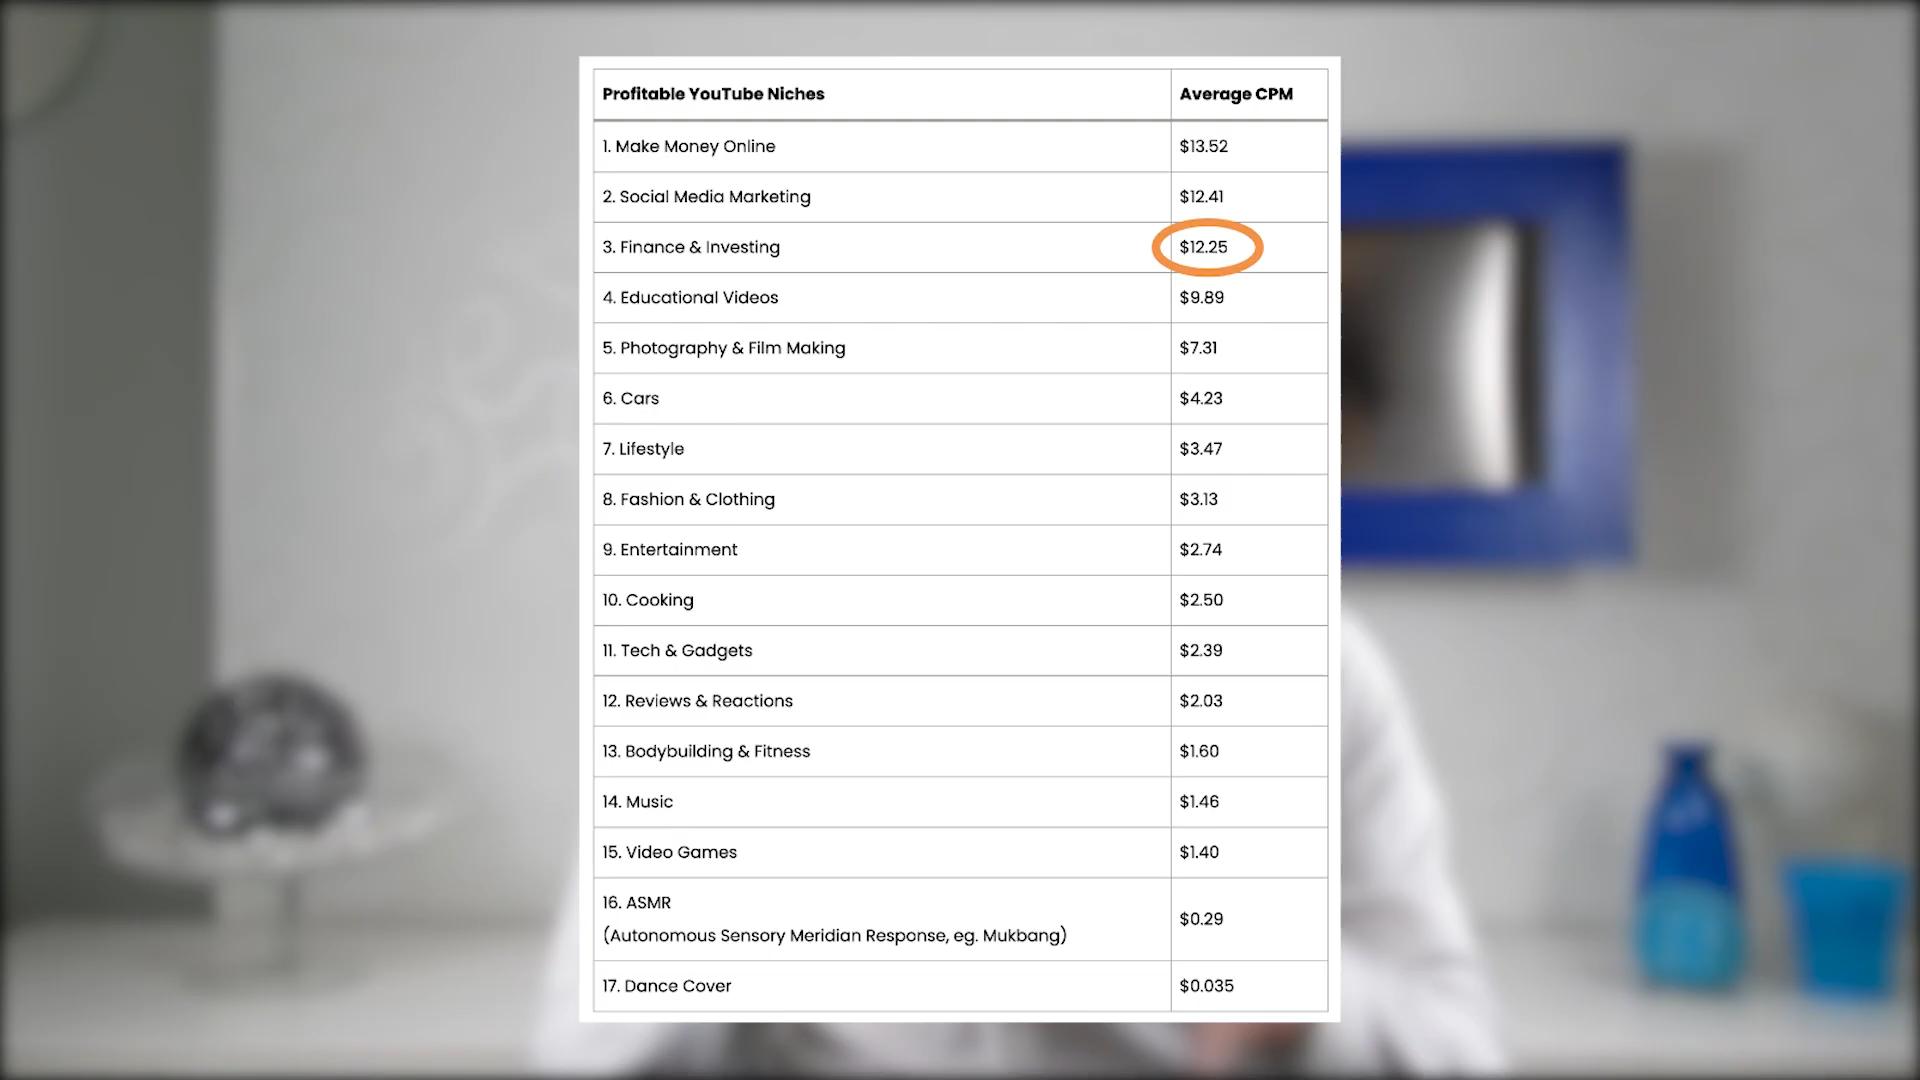 Profitable YouTube Niches Average CPM
1. Make Money Online $13.52
2. Social Media Marketing $12.41
3. Finance & Investing $12.25
4. Educational Videos $9.89
5. Photography & Film Making $7.31
6. Cars $4.23
7. Lifestyle $3.47
8. Fashion & Clothing $3.13
9. Entertainment $2.74
10. Cooking $2.50
11. Tech & Gadgets $2.39
12. Reviews & Reactions $2.03
13. Bodybuilding & Fitness $1.60
14. Music $1.46
15. Video Games $1.40
16. ASMR
(Autonomous Sensory Meridian Response, eg. Mukbang) $0.29
17. Dance Cover $0.035